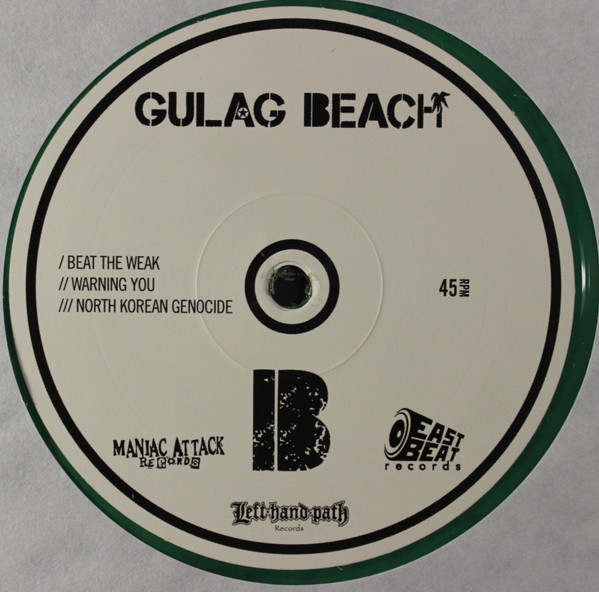 GULAG BEACH
/ BEAT THE WEAK
// WARNING YOU
/// NORTH KOREAN GENOCIDE
45 RPM
B
MANIAC ATTACK
RECORDS
EAST
BEAT
records
Left-hand-path
Records